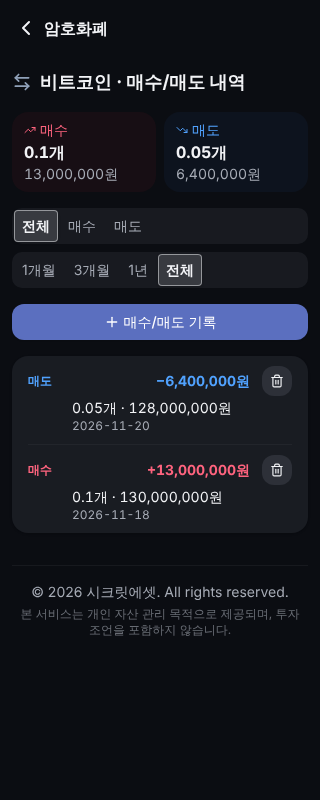 암호화폐
비트코인 · 매수/매도 내역
매수
0.1개
13,000,000원
매도
0.05개
6,400,000원
전체 매수 매도
1개월 3개월 1년 전체
+ 매수/매도 기록
매도 −6,400,000원
0.05개 · 128,000,000원
2026-11-20
매수 +13,000,000원
0.1개 · 130,000,000원
2026-11-18
© 2026 시크릿에셋. All rights reserved.
본 서비스는 개인 자산 관리 목적으로 제공되며, 투자
조언을 포함하지 않습니다.